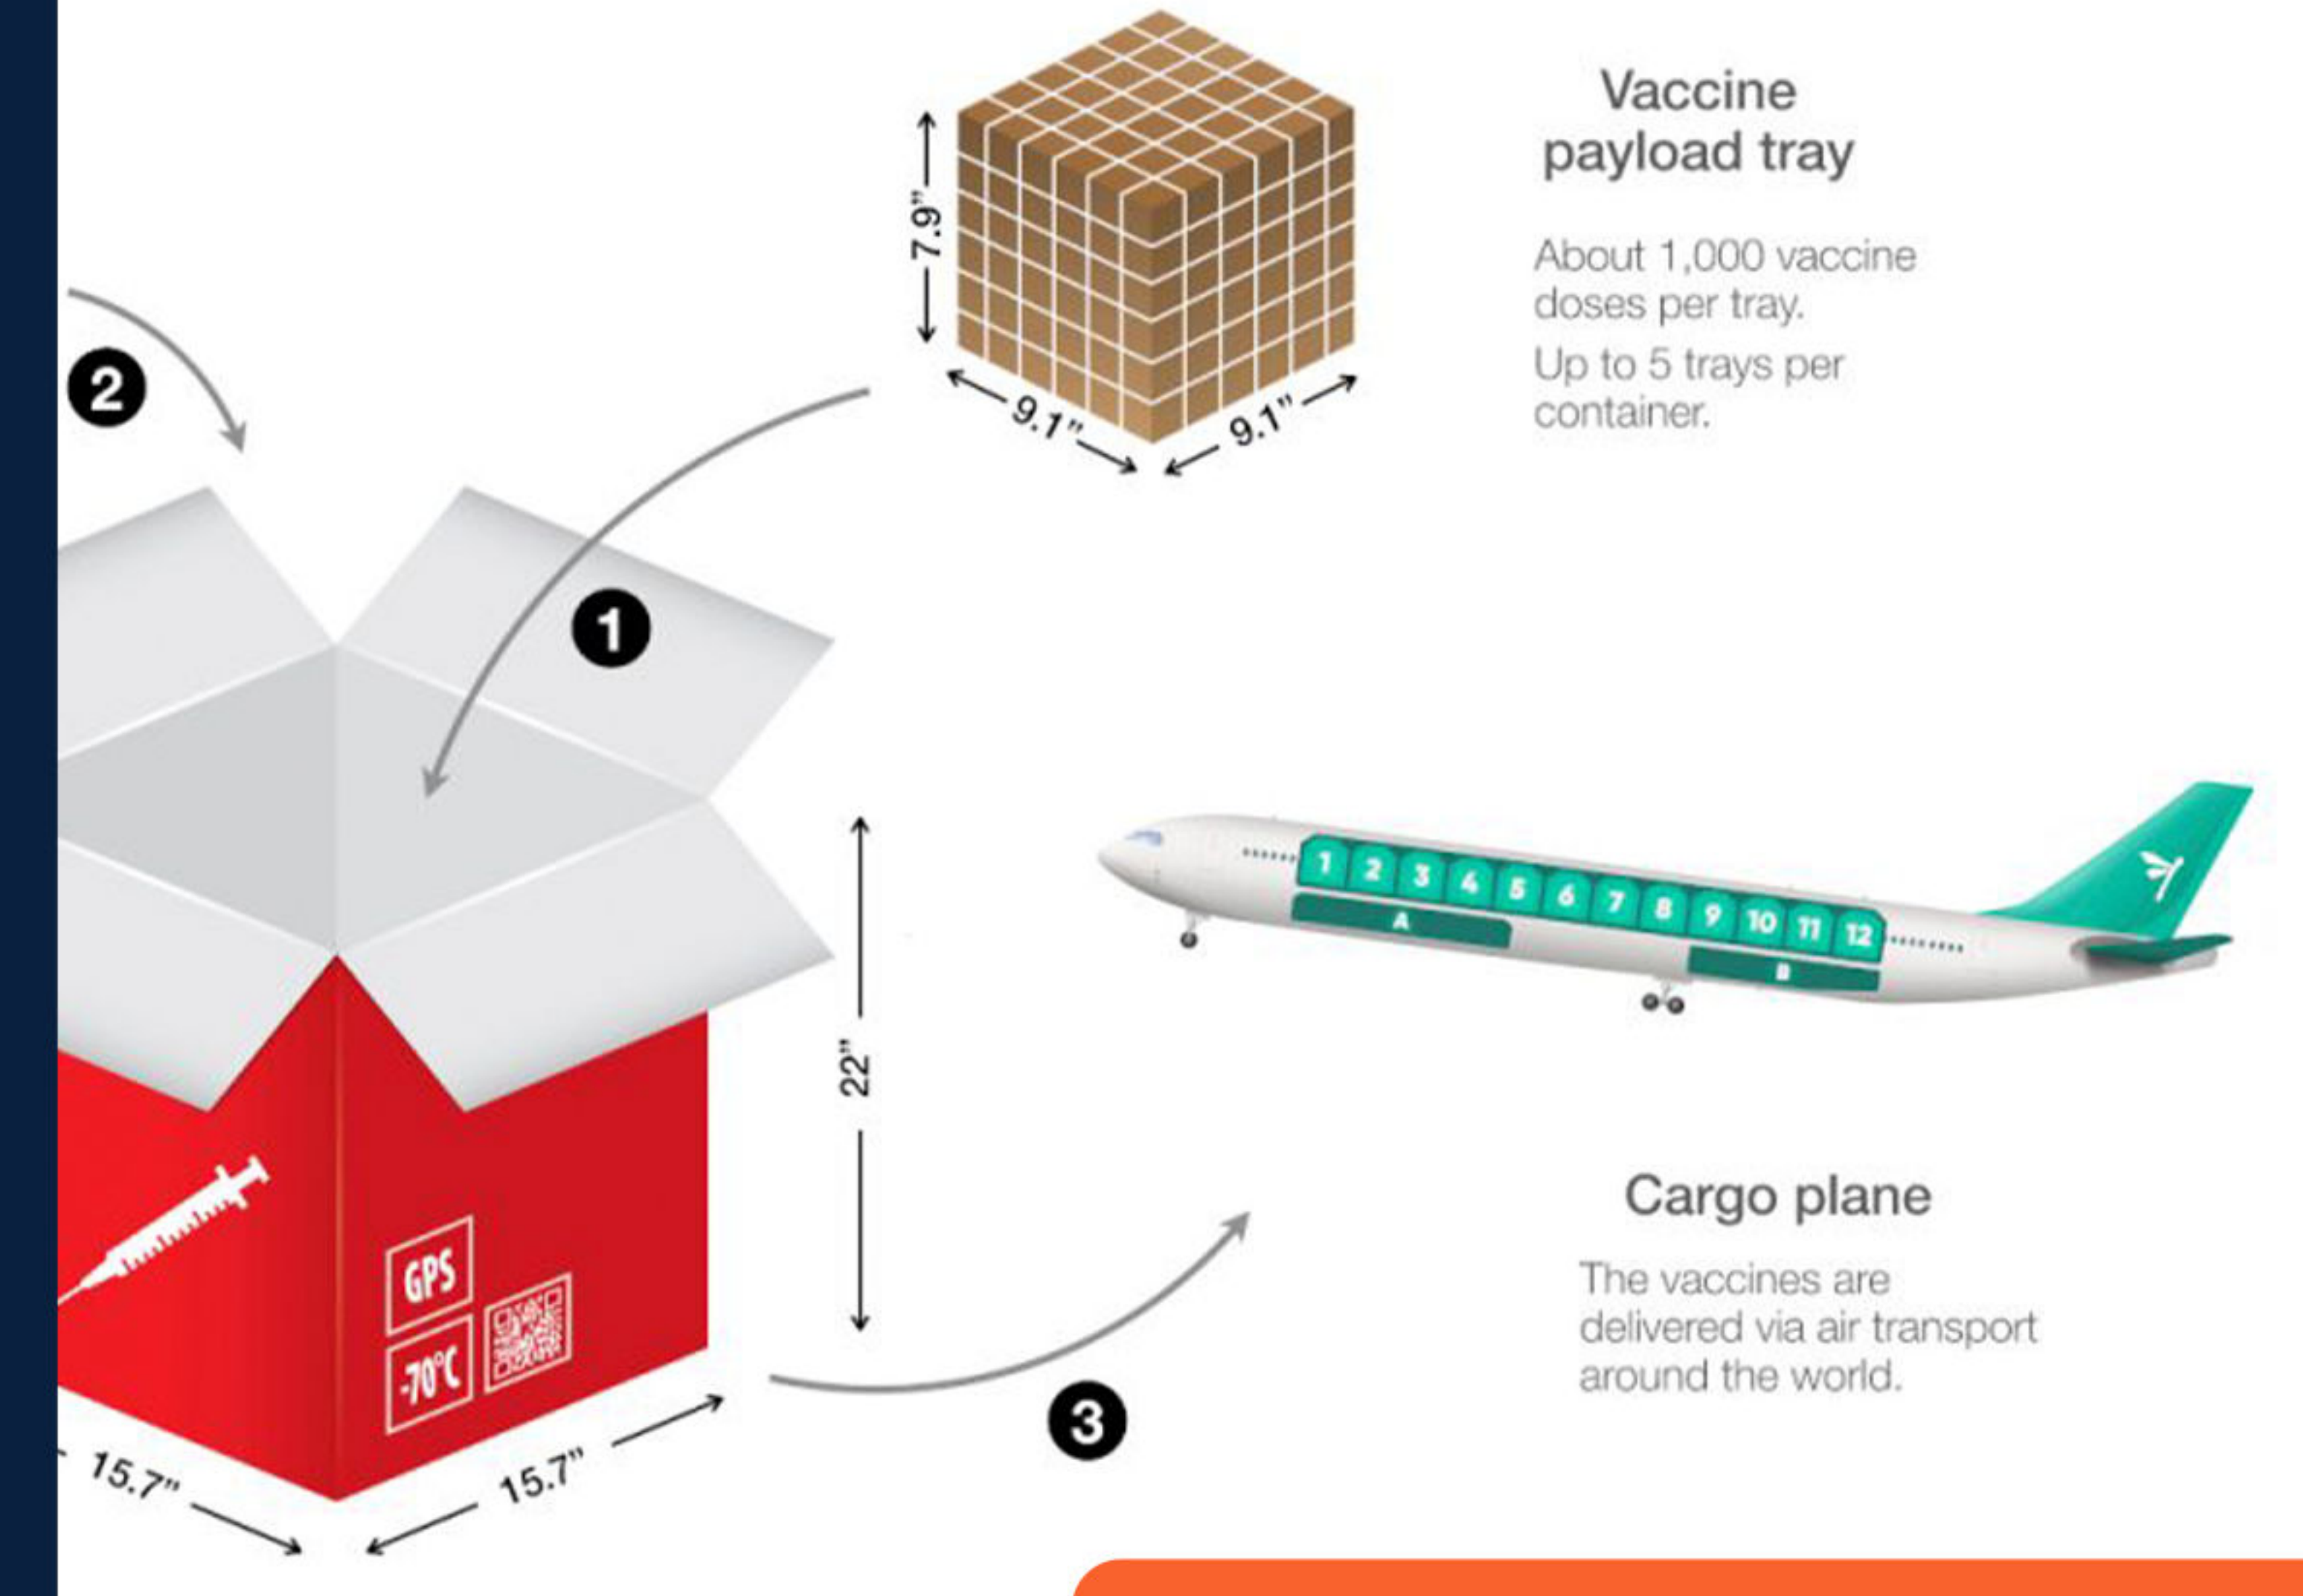 7.9”
9.1”
9.1”
Vaccine
payload tray
About 1,000 vaccine
doses per tray.
Up to 5 trays per
container.
2
1
1 2 3 4 5 6 7 8 9 10 11 12
A
B
22”
GPS
-70°C
15.7”
15.7”
3
Cargo plane
The vaccines are
delivered via air transport
around the world.